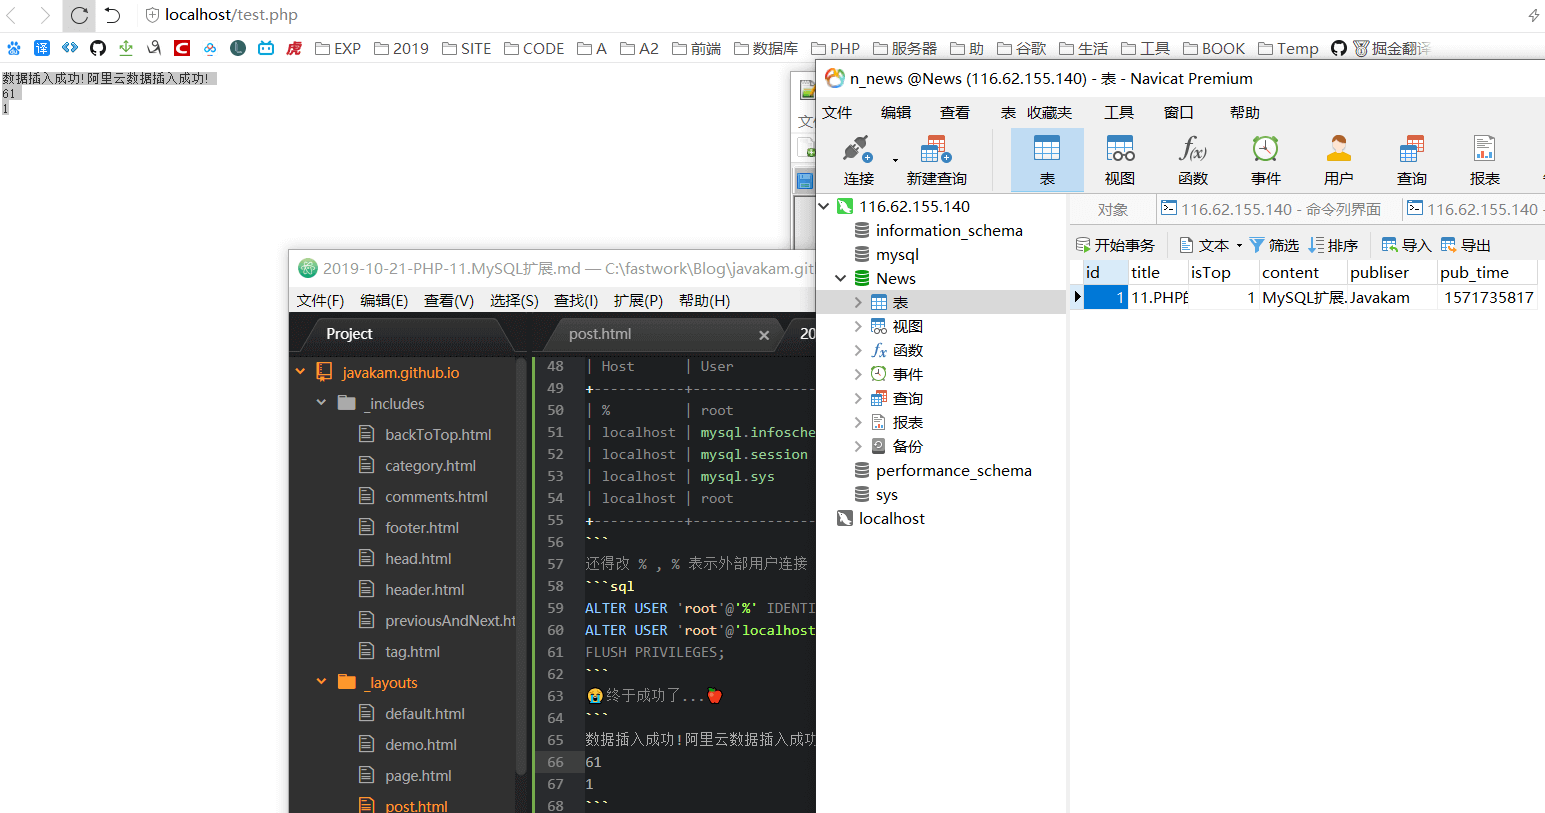 localhost/test.php
译 EXP 2019 SITE CODE A A2 前端 数据库 PHP 服务器 助 谷歌 生活 工具 BOOK Temp 掘金翻译
数据插入成功!阿里云数据插入成功!
61
1
n_news @News (116.62.155.140) - 表 - Navicat Premium
文件 编辑 查看 表 收藏夹 工具 窗口 帮助
连接 新建查询 表 视图 函数 事件 用户 查询 报表
116.62.155.140
information_schema
mysql
News
表
视图
函数
事件
查询
报表
备份
performance_schema
sys
localhost
对象 116.62.155.140 - 命令列界面 116.62.155.140 -
开始事务 文本 筛选 排序 导入 导出
id title isTop content publiser pub_time
1 11.PHP 1 MySQL扩展. Javakam 1571735817
2019-10-21-PHP-11.MySQL扩展.md — C:\fastwork\Blog\javakam.git
文件(F) 编辑(E) 查看(V) 选择(S) 查找(I) 扩展(P) 帮助(H)
Project
post.html
20
javakam.github.io
_includes
backToTop.html
category.html
comments.html
footer.html
head.html
header.html
previousAndNext.ht
tag.html
_layouts
default.html
demo.html
page.html
post.html
48 | Host | User
49 +-----------+---------------
50 | % | root
51 | localhost | mysql.infosche
52 | localhost | mysql.session
53 | localhost | mysql.sys
54 | localhost | root
55 +-----------+---------------
56 ```
57 还得改 % , % 表示外部用户连接
58 ```sql
59 ALTER USER 'root'@'%' IDENTI
60 ALTER USER 'root'@'localhost
61 FLUSH PRIVILEGES;
62 ```
63 😭终于成功了...🍎
64 ```
65 数据插入成功!阿里云数据插入成功
66 61
67 1
68 ```